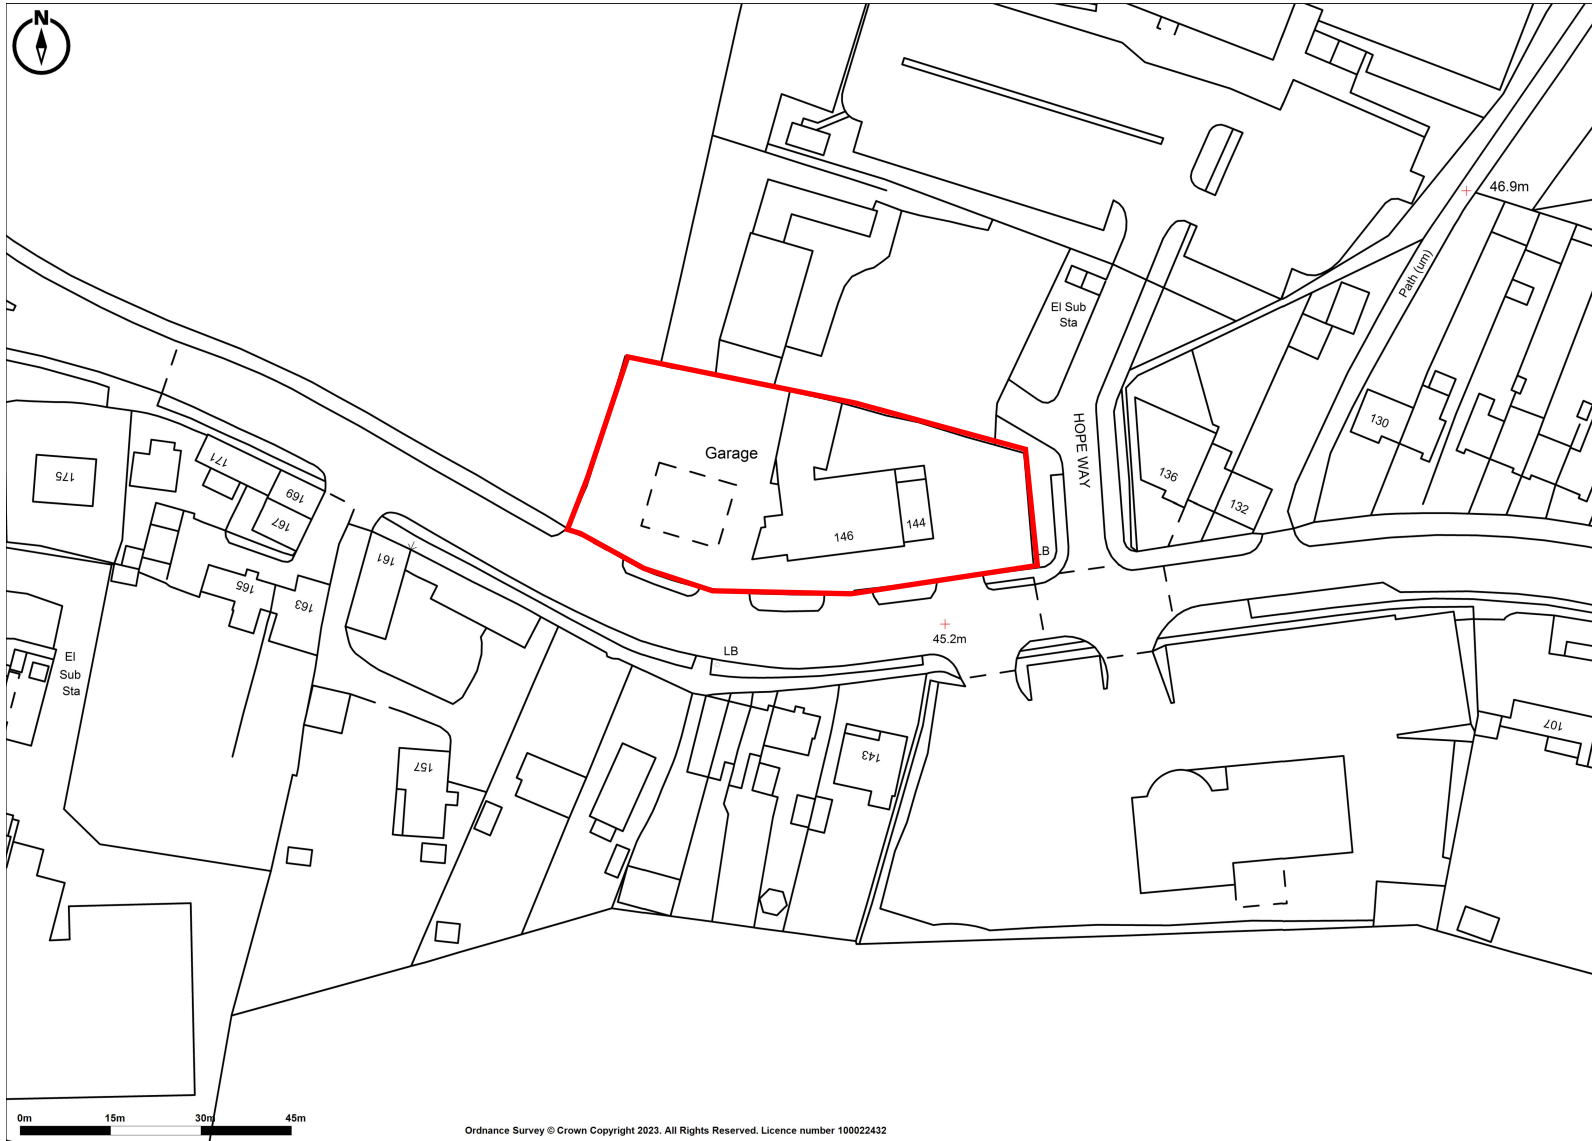 N
46.9m
Path (um)
El Sub
Sta
HOPE WAY
130
136
132
Garage
146
144
LB
45.2m
LB
175
171
169
167
161
165
163
El
Sub
Sta
157
143
107
0m 15m 30m 45m
Ordnance Survey © Crown Copyright 2023. All Rights Reserved. Licence number 100022432